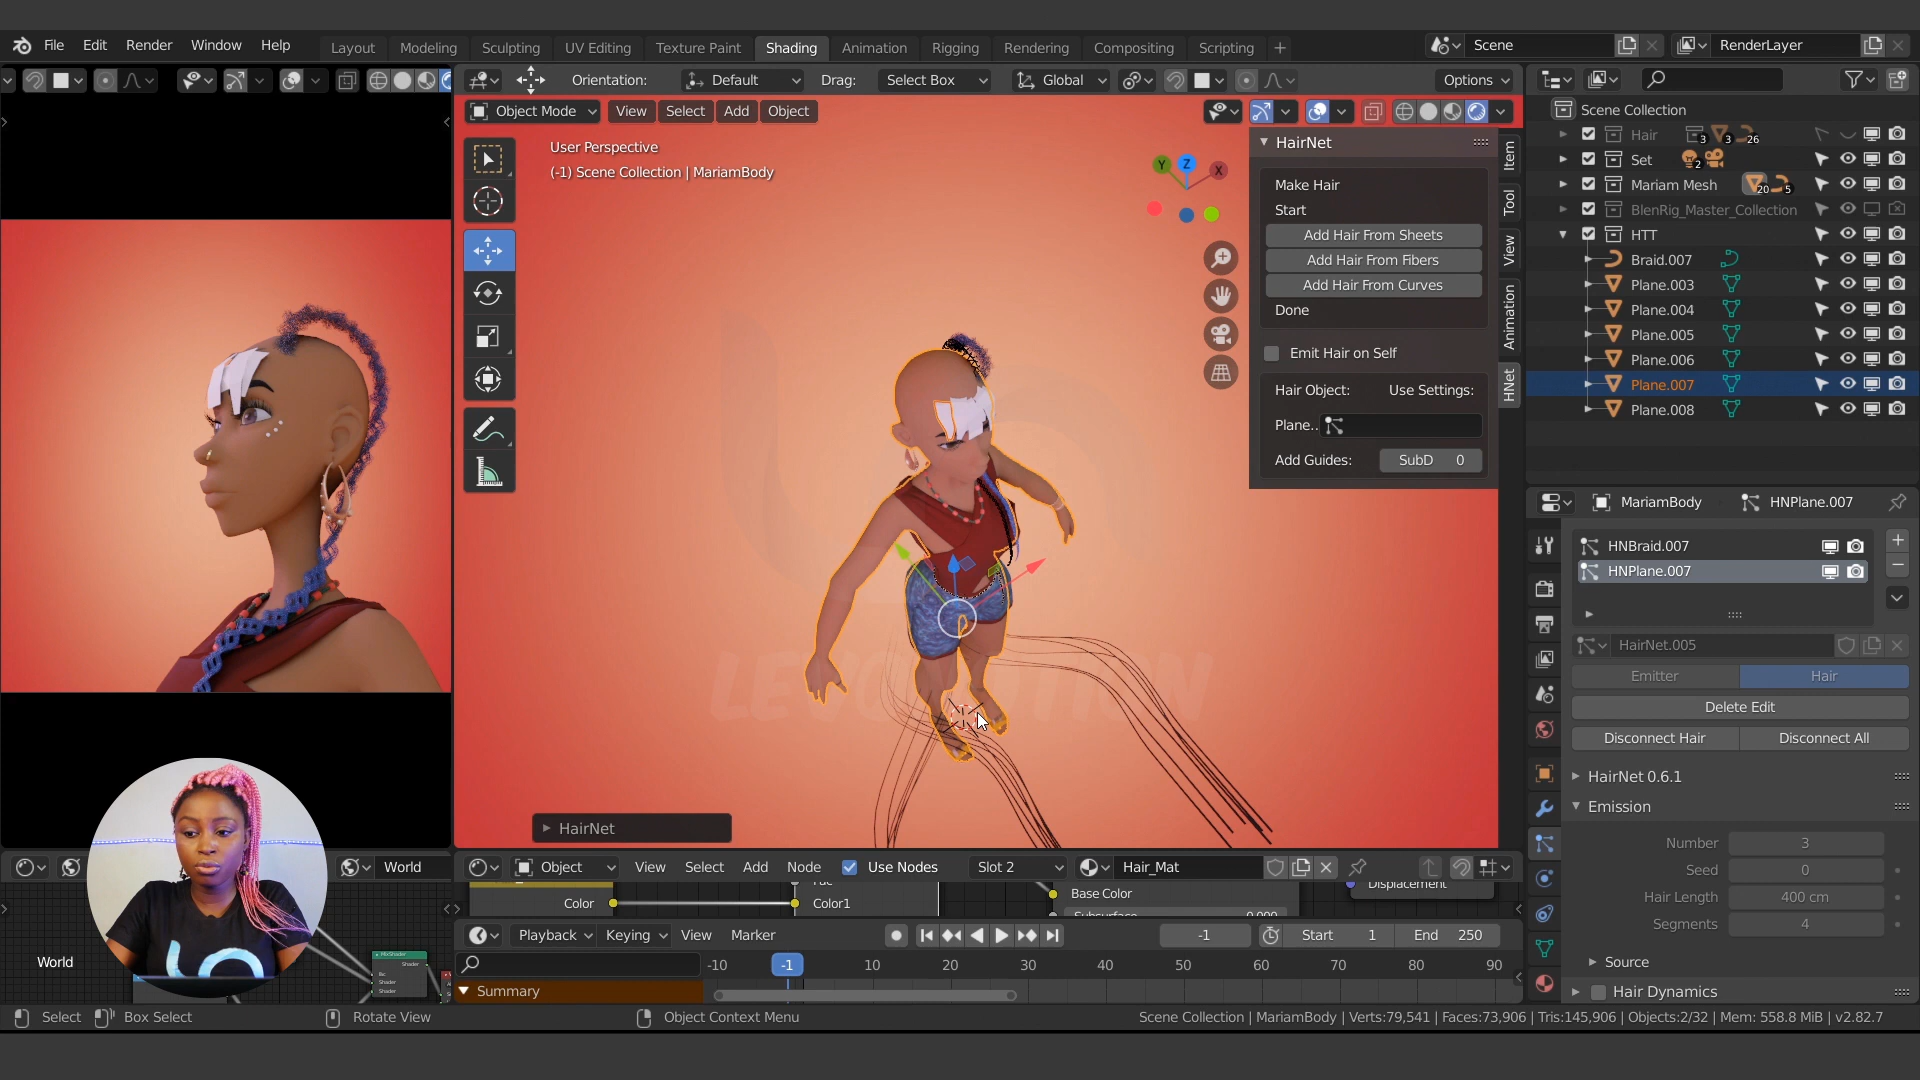 File Edit Render Window Help
Layout Modeling Sculpting UV Editing Texture Paint Shading Animation Rigging Rendering Compositing Scripting +
Scene
RenderLayer
Orientation: Default Drag: Select Box Global Options
Object Mode View Select Add Object
User Perspective
(-1) Scene Collection | MariamBody
Y Z X
HairNet
Make Hair
Start
Add Hair From Sheets
Add Hair From Fibers
Add Hair From Curves
Done
Emit Hair on Self
Hair Object: Use Settings:
Plane..
Add Guides: SubD 0
Item
Tool
View
Animation
HNet
Scene Collection
Hair 3 3 26
Set 2
Mariam Mesh 20 5
BlenRig_Master_Collection
HTT
Braid.007
Plane.003
Plane.004
Plane.005
Plane.006
Plane.007
Plane.008
MariamBody HNPlane.007
HNBraid.007
HNPlane.007
HairNet.005
Emitter Hair
Delete Edit
Disconnect Hair Disconnect All
HairNet 0.6.1
Emission
Number 3
Seed 0
Hair Length 400 cm
Segments 4
Source
Hair Dynamics
HairNet
World
Object View Select Add Node Use Nodes Slot 2 Hair_Mat
Color
Color1
Base Color
Displacement
World
Playback Keying View Marker
-1
Start 1 End 250
-10 -1 10 20 30 40 50 60 70 80 90
Summary
Select Box Select Rotate View Object Context Menu
Scene Collection | MariamBody | Verts:79,541 | Faces:73,906 | Tris:145,906 | Objects:2/32 | Mem: 558.8 MiB | v2.82.7